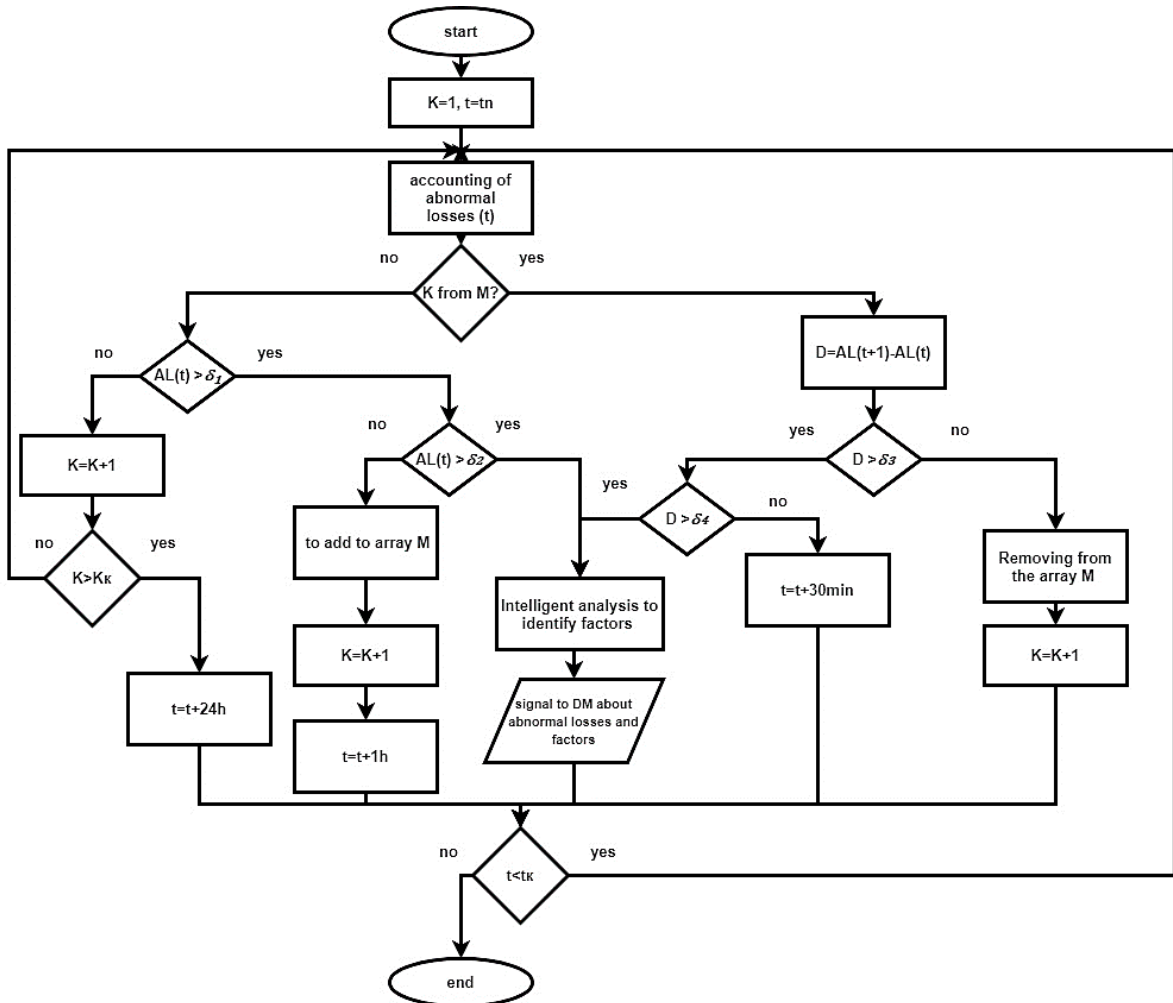 start
K=1, t=tn
accounting of
abnormal
losses (t)
no
yes
K from M?
no
yes
AL(t) > δ1
D=AL(t+1)-AL(t)
K=K+1
no
yes
AL(t) > δ2
yes
no
D > δ3
no
yes
K>Kк
to add to array M
yes
no
D > δ4
Intelligent analysis to
identify factors
t=t+30min
Removing from
the array M
K=K+1
K=K+1
t=t+24h
signal to DM about
abnormal losses and
factors
t=t+1h
no
yes
t<tк
end